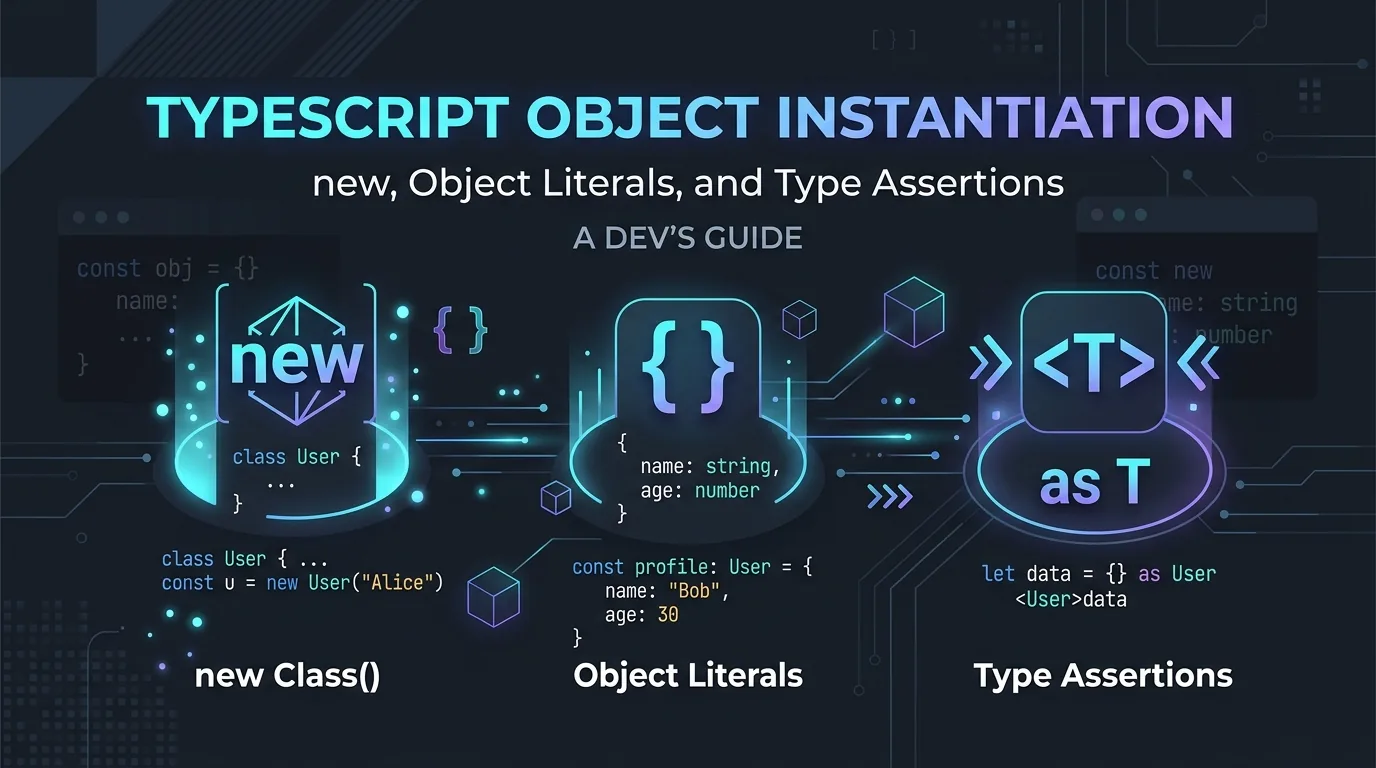 [ } ]
TYPESCRIPT OBJECT INSTANTIATION
new, Object Literals, and Type Assertions
A DEV'S GUIDE
const obj = {}
name:
...
}
const new
me: string
: number
new
class User {
...
}
{ }
{ }
{
name: string,
age: number
}
<T>
as T
class User { ...
const u = new User("Alice")
const profile: User = {
name: "Bob",
age: 30
}
let data = {} as User
<User>data
new Class()
Object Literals
Type Assertions